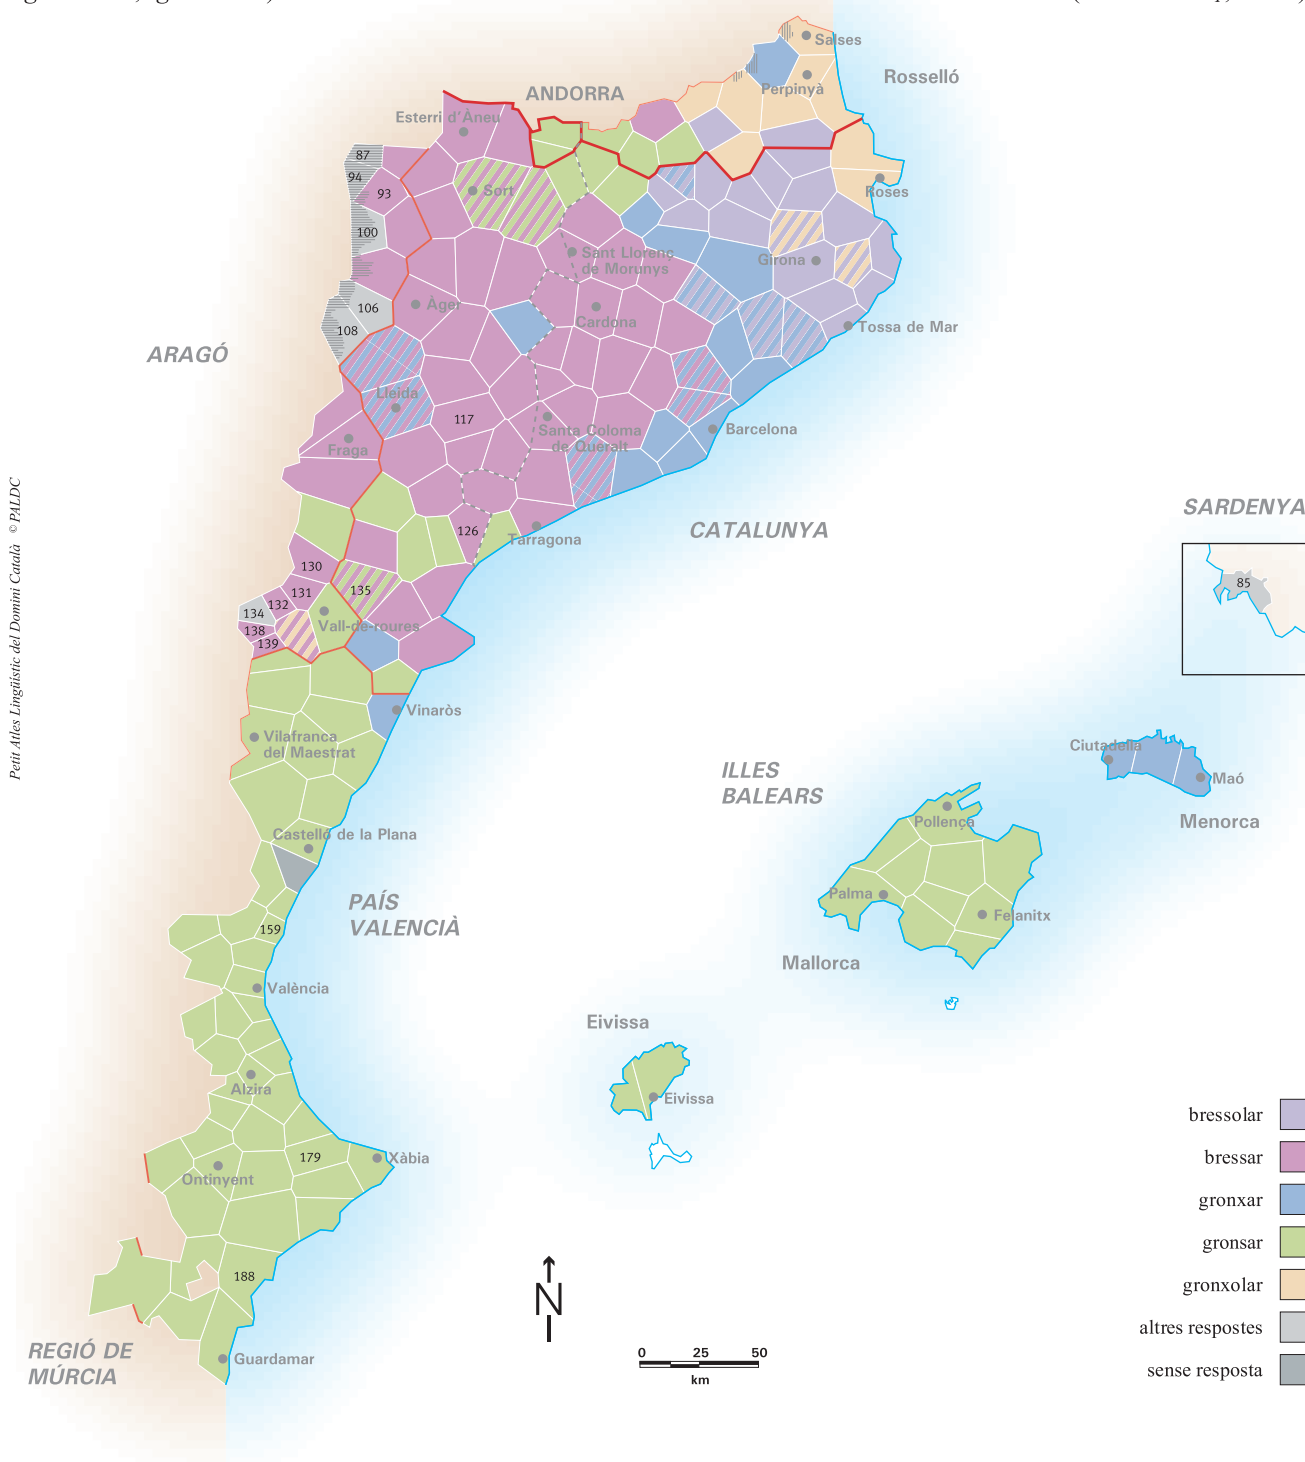 Salses
Rosselló
Perpinyà
ANDORRA
Esterri d'Àneu
87
94
93
Sort
Roses
100
Sant Llorenç
de Morunys
Girona
Àger
106
Cardona
108
Tossa de Mar
ARAGÓ
Lleida
117
Santa Coloma
de Queralt
Barcelona
Fraga
Petit Atles Lingüístic del Domini Català © PALDC
SARDENYA
CATALUNYA
126
Tarragona
130
85
135
131
132
134
Vall-de-roures
138
139
Vinaròs
Vilafranca
del Maestrat
Ciutadella
ILLES
BALEARS
Maó
Menorca
Pollença
Castelló de la Plana
Palma
PAÍS
VALENCIÀ
Felanitx
159
Mallorca
València
Eivissa
Alzira
Eivissa
bressolar
179
Xàbia
bressar
Ontinyent
gronxar
gronsar
188
gronxolar
N
altres respostes
REGIÓ DE
MÚRCIA
0 25 50
km
Guardamar
sense resposta